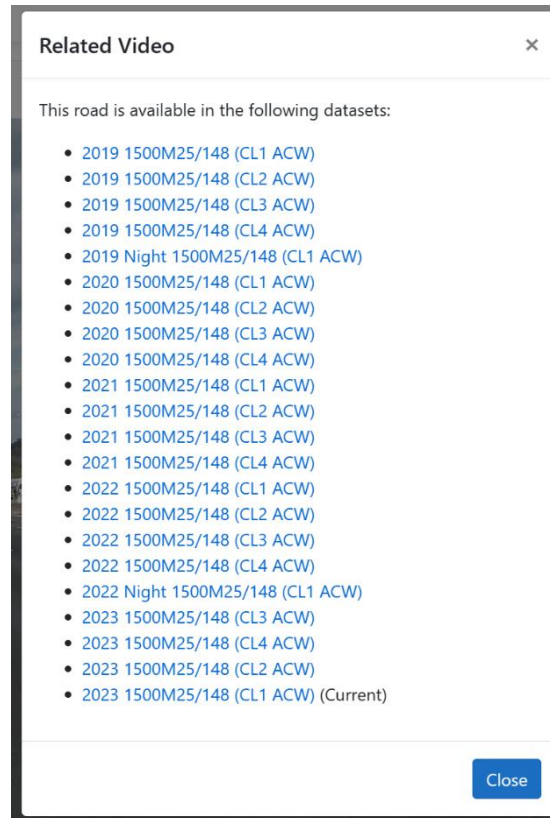 Related Video ×
This road is available in the following datasets:
• 2019 1500M25/148 (CL1 ACW)
• 2019 1500M25/148 (CL2 ACW)
• 2019 1500M25/148 (CL3 ACW)
• 2019 1500M25/148 (CL4 ACW)
• 2019 Night 1500M25/148 (CL1 ACW)
• 2020 1500M25/148 (CL1 ACW)
• 2020 1500M25/148 (CL2 ACW)
• 2020 1500M25/148 (CL3 ACW)
• 2020 1500M25/148 (CL4 ACW)
• 2021 1500M25/148 (CL1 ACW)
• 2021 1500M25/148 (CL2 ACW)
• 2021 1500M25/148 (CL3 ACW)
• 2021 1500M25/148 (CL4 ACW)
• 2022 1500M25/148 (CL1 ACW)
• 2022 1500M25/148 (CL2 ACW)
• 2022 1500M25/148 (CL3 ACW)
• 2022 1500M25/148 (CL4 ACW)
• 2022 Night 1500M25/148 (CL1 ACW)
• 2023 1500M25/148 (CL3 ACW)
• 2023 1500M25/148 (CL4 ACW)
• 2023 1500M25/148 (CL2 ACW)
• 2023 1500M25/148 (CL1 ACW) (Current)
Close